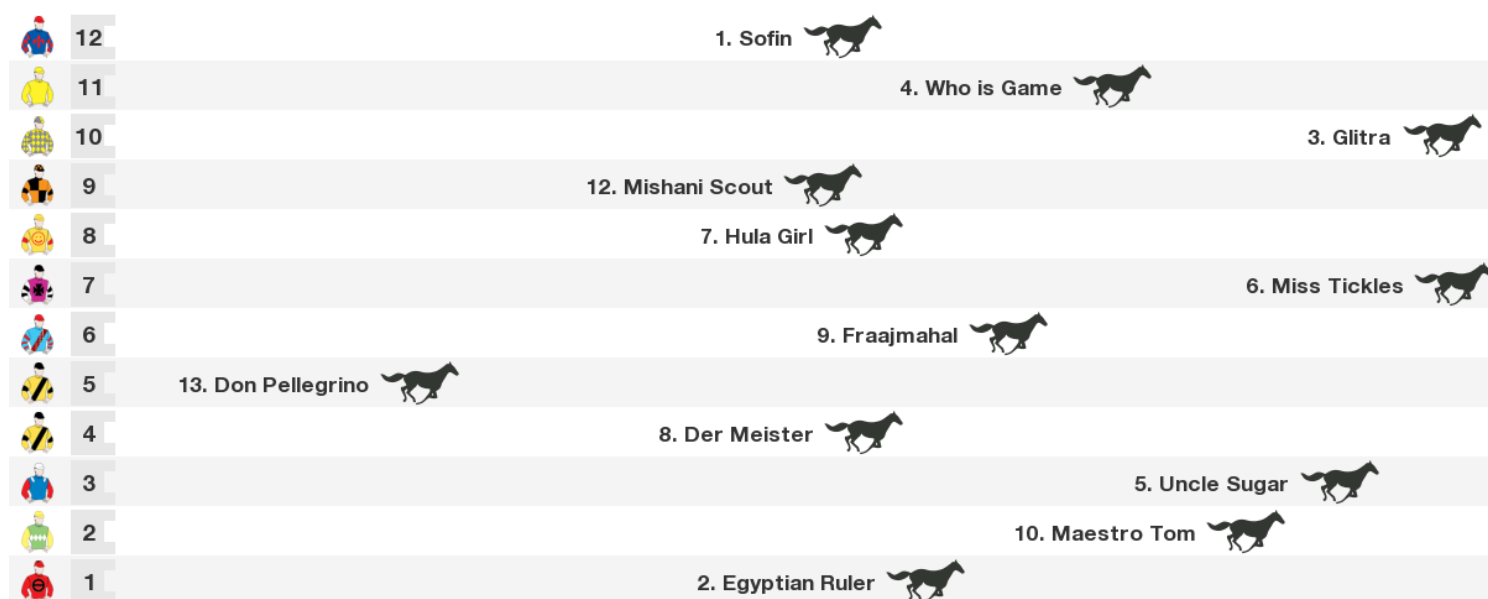 12 1. Sofin
11 4. Who is Game
10 3. Glitra
9 12. Mishani Scout
8 7. Hula Girl
7 6. Miss Tickles
6 9. Fraajmahal
5 13. Don Pellegrino
4 8. Der Meister
3 5. Uncle Sugar
2 10. Maestro Tom
1 2. Egyptian Ruler